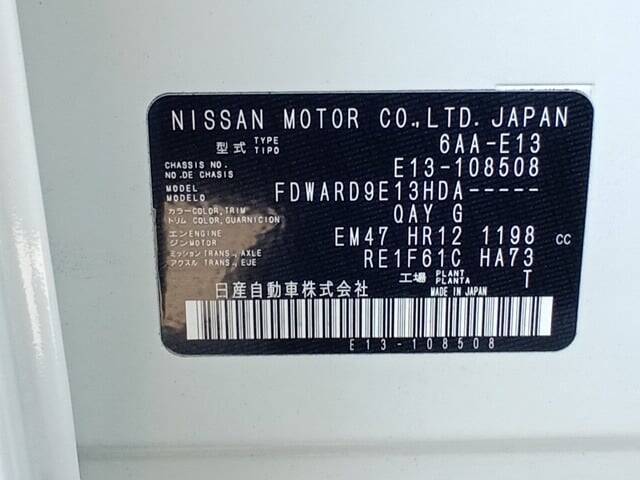 NISSAN MOTOR CO.,LTD. JAPAN
型式 TYPE TIPO 6AA-E13
CHASSIS NO. NO.DE CHASIS E13-108508
MODEL MODELO FDWARD9E13HDA-----
カラー COLOR,TRIM トリム COLOR,GUARNICION QAY G
エンジン ENGINE MOTOR EM47 HR12 1198 cc
ミッション TRANS.,AXLE アクスル TRANS.,EJE RE1F61C HA73
工場 PLANT PLANTA T
日産自動車株式会社 MADE IN JAPAN
E13-108508